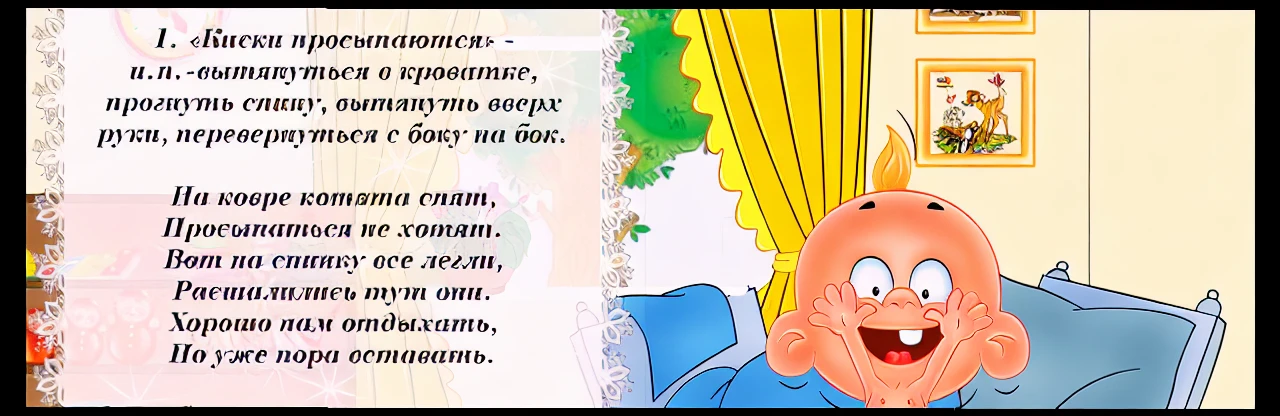 1. «Киски просыпаются» -
и.п.-вытянуться в кроватке,
прогнуть спину, вытянуть вверх
руки, перевернуться с боку на бок.
На ковре котята спят,
Просыпаться не хотят.
Вот на спинку все легли,
Расшалились тут они.
Хорошо нам отдыхать,
Но уже пора вставать.